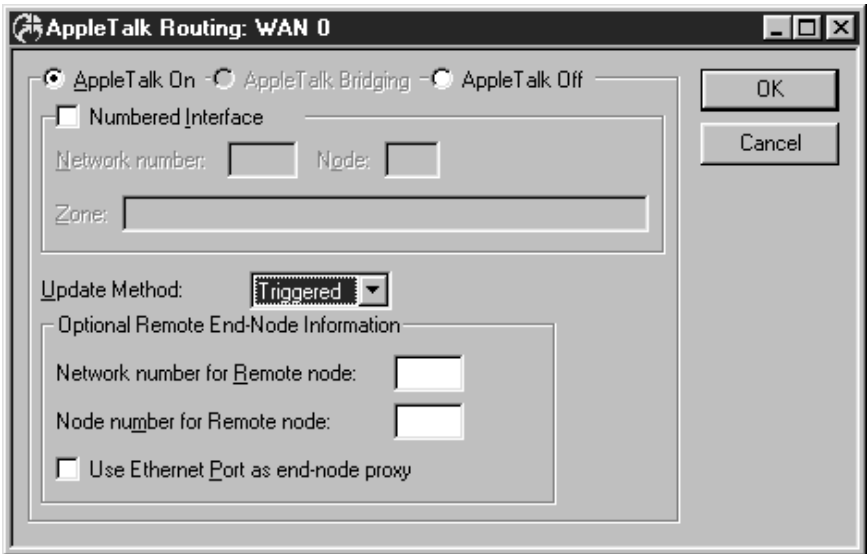 AppleTalk Routing: WAN 0
AppleTalk On AppleTalk Bridging AppleTalk Off
OK
Numbered Interface
Cancel
Network number: Node:
Zone:
Update Method: Triggered
Optional Remote End-Node Information
Network number for Remote node:
Node number for Remote node:
Use Ethernet Port as end-node proxy